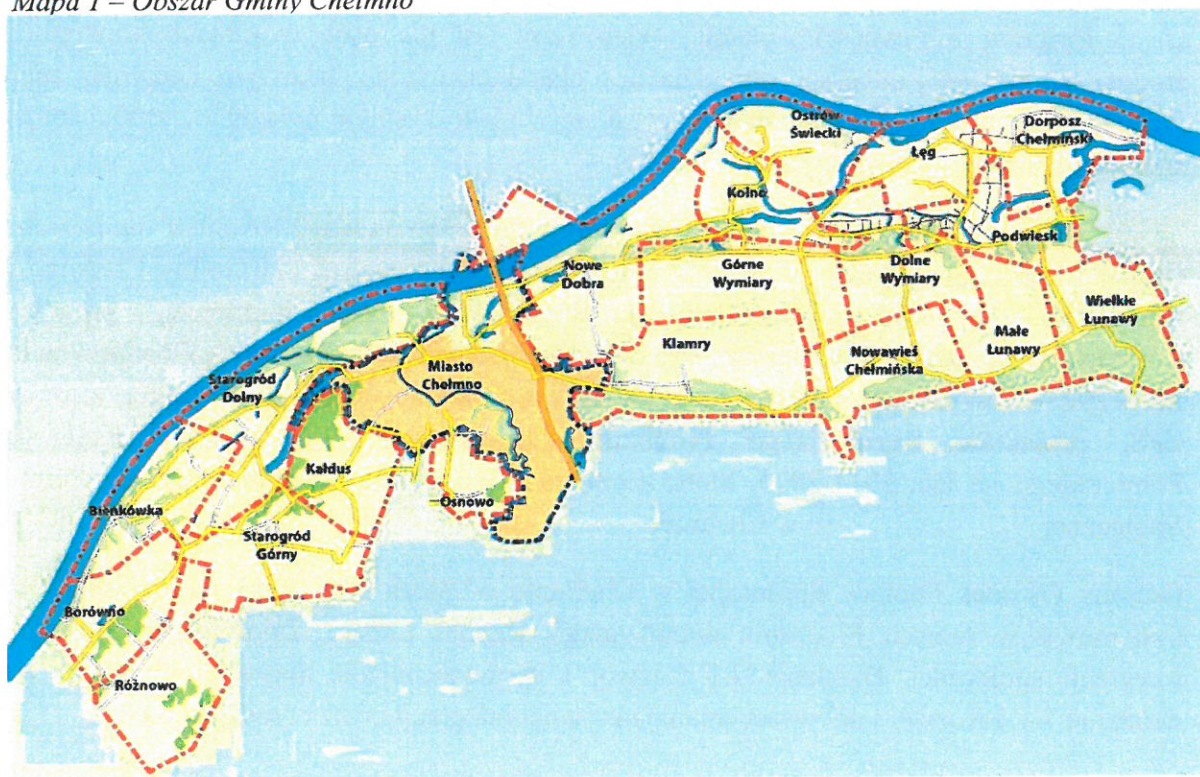 Mapa 1 – Obszar Gminy Chełmno
Ostrów
Świecki
Dorposz
Chełmiński
Łęg
Kolno
Podwiesk
Nowe
Dobra
Górne
Wymiary
Dolne
Wymiary
Wielkie
Łunawy
Małe
Łunawy
Klamry
Nowawieś
Chełmińska
Miasto
Chełmno
Starogród
Dolny
Kałdus
Osnowo
Bieńkówka
Starogród
Górny
Borówno
Różnowo